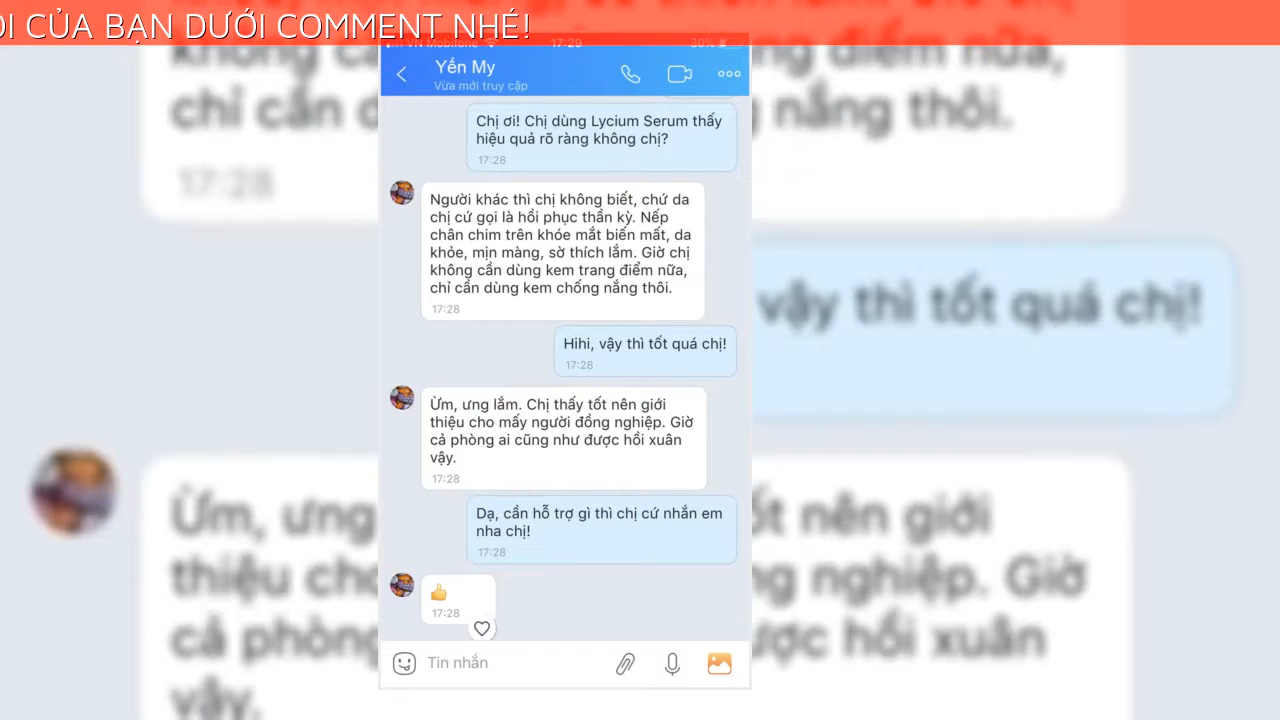 ỎI CỦA BẠN DƯỚI COMMENT NHÉ!
VN Mobifone 17:29 30%
Yến My
Vừa mới truy cập
Chị ơi! Chị dùng Lycium Serum thấy
hiệu quả rõ ràng không chị?
17:28
Người khác thì chị không biết, chứ da
chị cứ gọi là hồi phục thần kỳ. Nếp
chân chim trên khóe mắt biến mất, da
khỏe, mịn màng, sờ thích lắm. Giờ chị
không cần dùng kem trang điểm nữa,
chỉ cần dùng kem chống nắng thôi.
17:28
Hihi, vậy thì tốt quá chị!
17:28
Ừm, ưng lắm. Chị thấy tốt nên giới
thiệu cho mấy người đồng nghiệp. Giờ
cả phòng ai cũng như được hồi xuân
vậy.
17:28
Dạ, cần hỗ trợ gì thì chị cứ nhắn em
nha chị!
17:28
👍
17:28
Tin nhắn